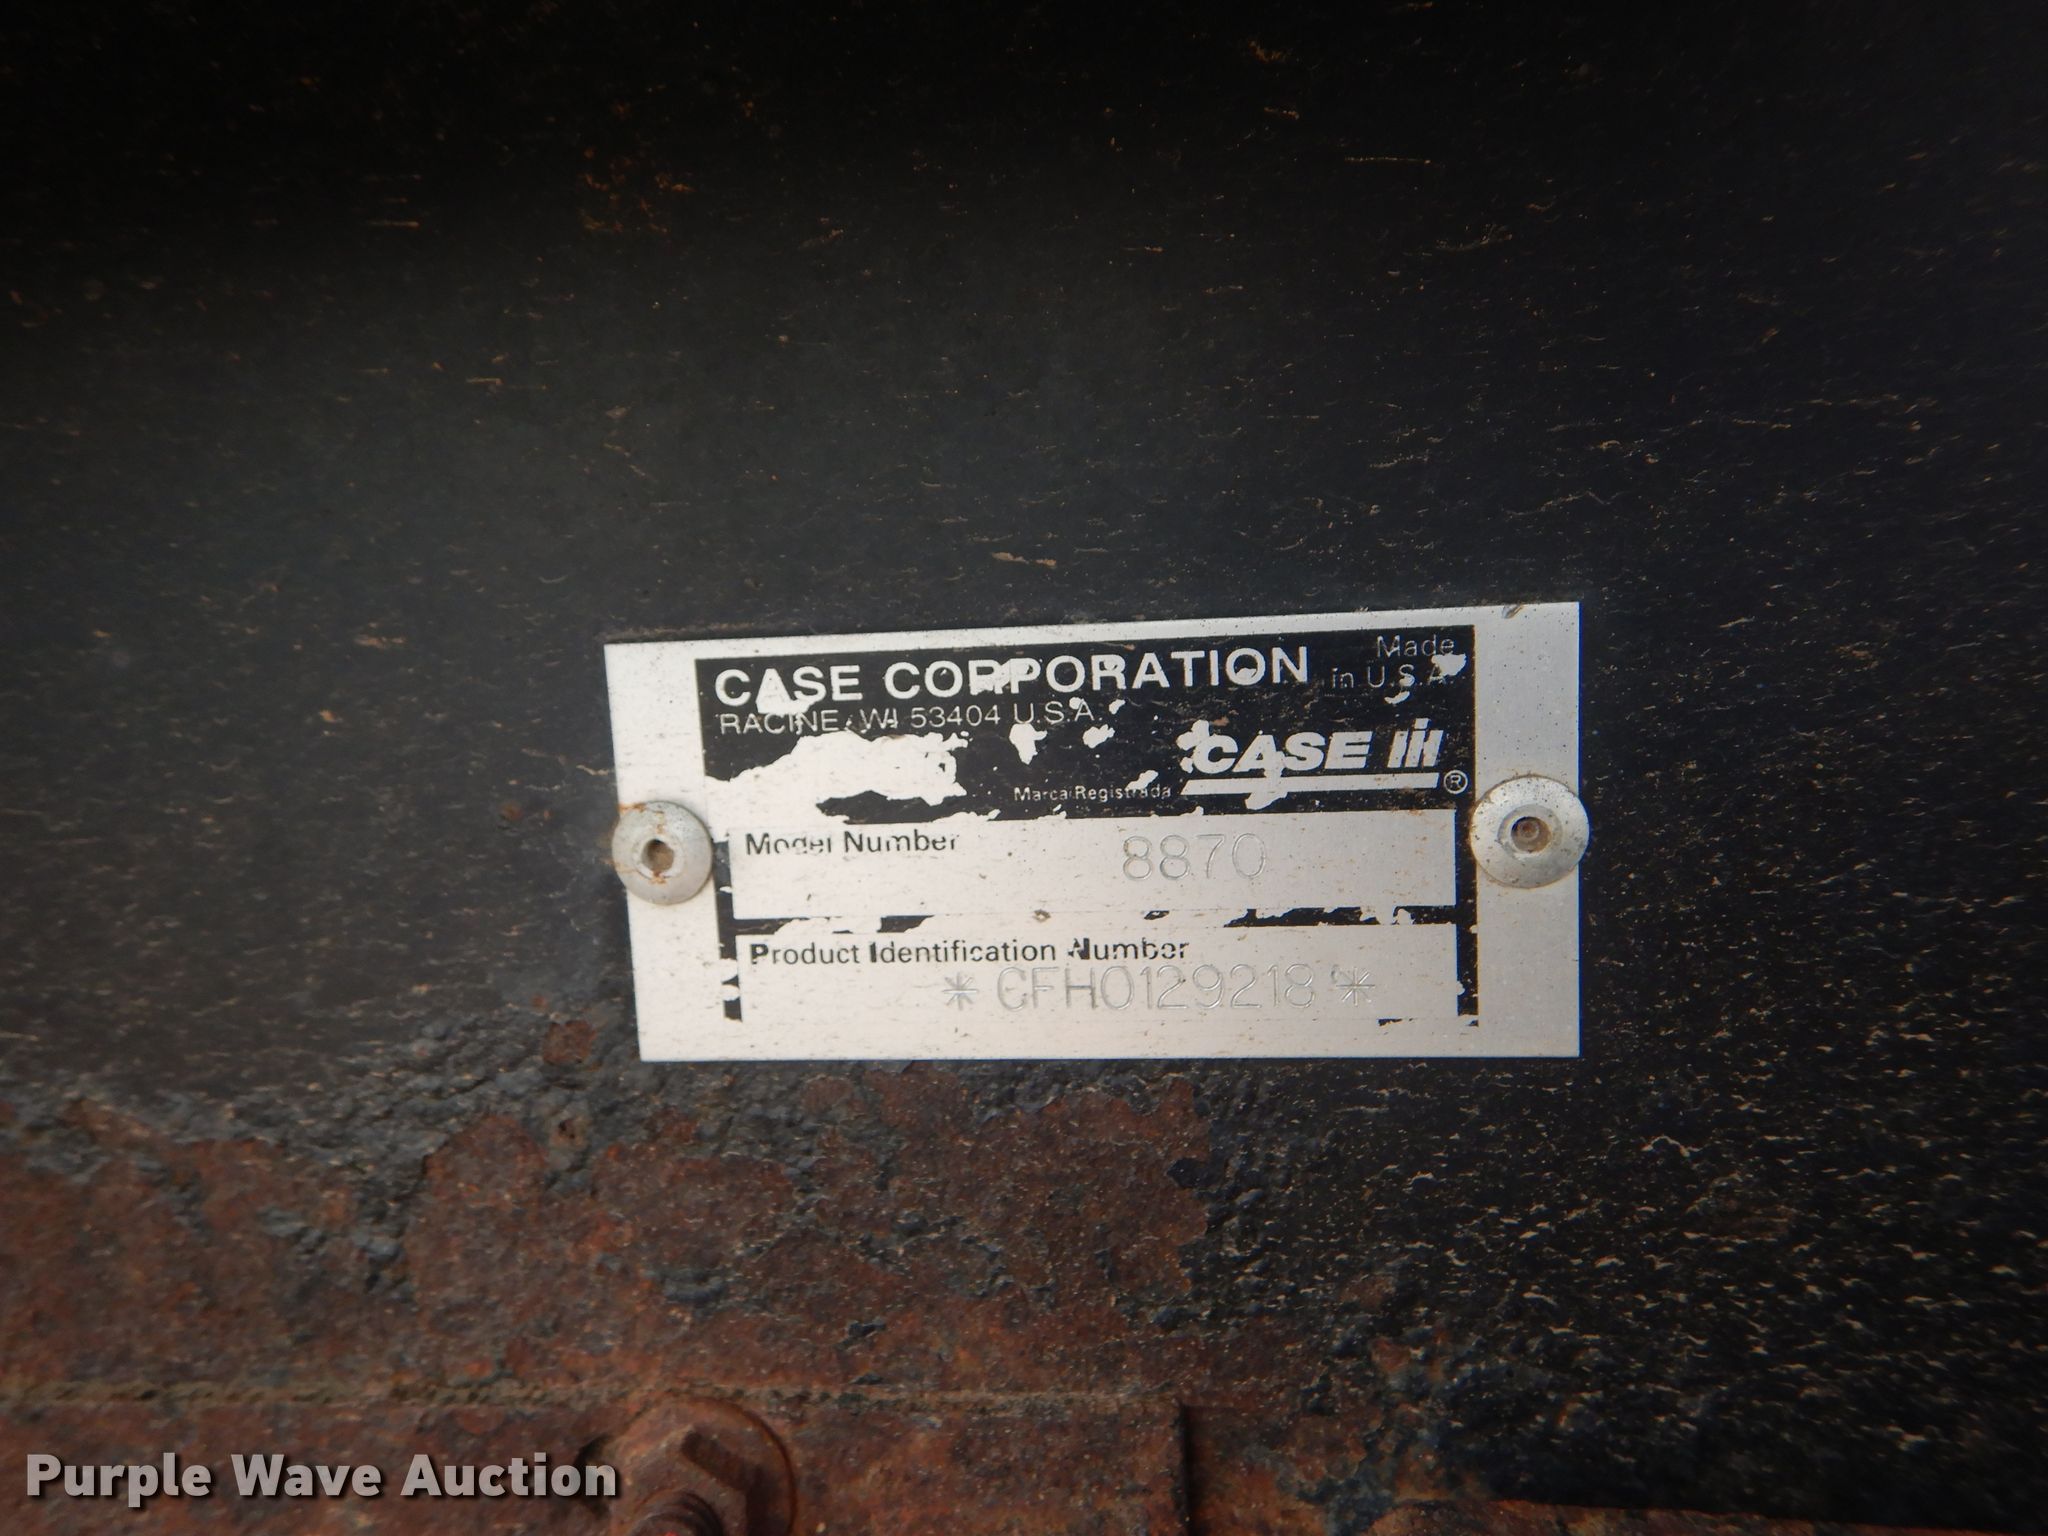 CASE CORPORATION
Made in U.S.A.
RACINE, WI 53404 U.S.A.
CASE IH ®
Marca Registrada
Model Number 8870
Product Identification Number
*CFH0129218*
Purple Wave Auction